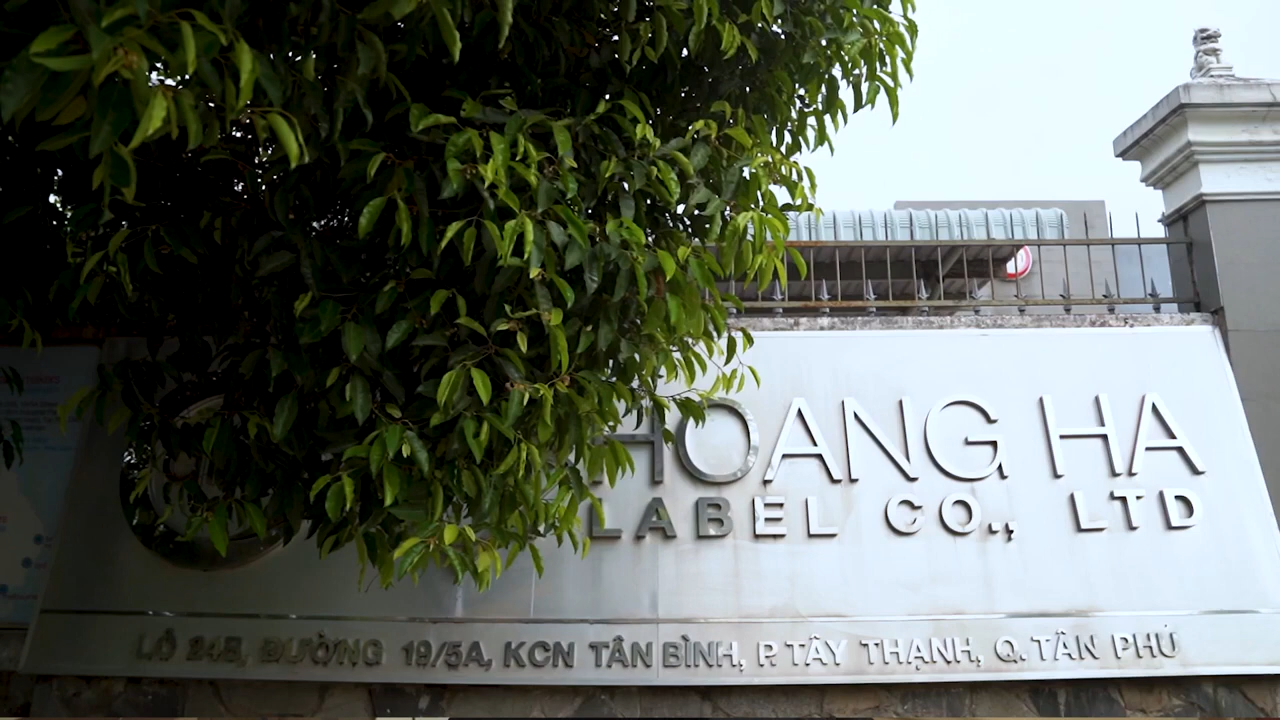 HOANG HA
LABEL CO., LTD
LÔ 24B, ĐƯỜNG 19/5A, KCN TÂN BÌNH, P. TÂY THẠNH, Q. TÂN PHÚ